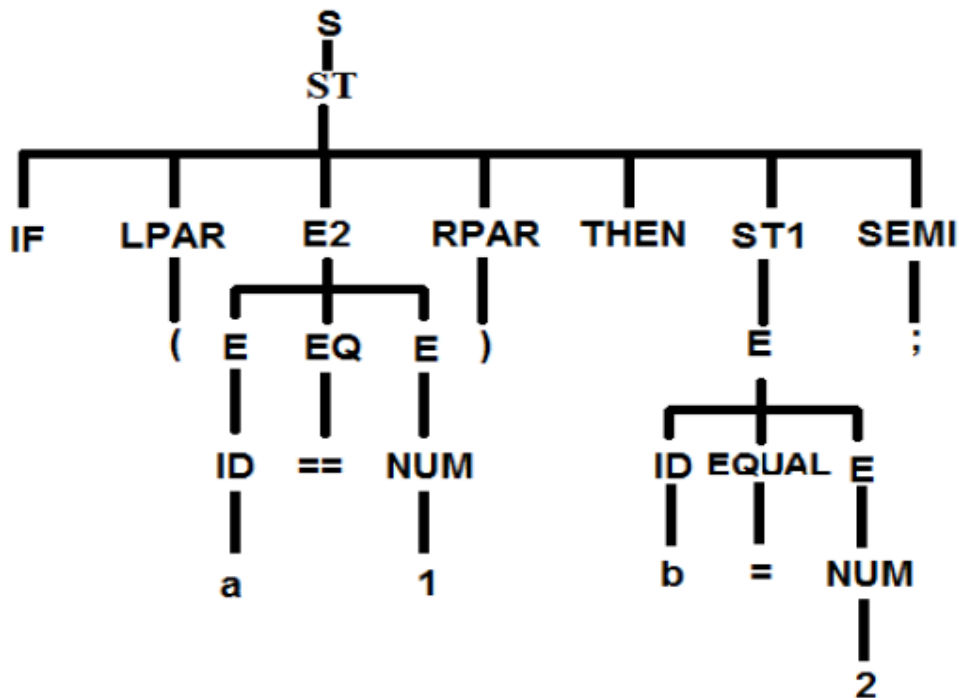 S
ST
IF LPAR E2 RPAR THEN ST1 SEMI
( E EQ E ) E ;
ID == NUM ID EQUAL E
a 1 b = NUM
2